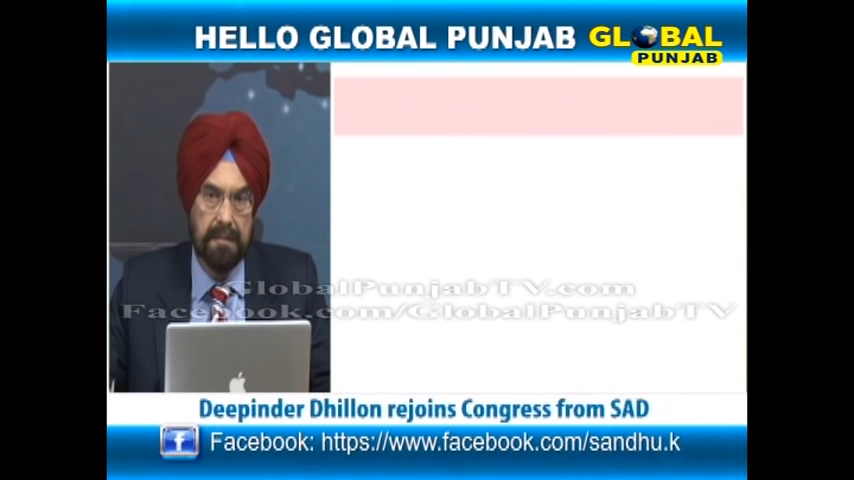 HELLO GLOBAL PUNJAB
GLOBAL
PUNJAB
GlobalPunjabTV.com
Facebook.com/GlobalPunjabTV
Deepinder Dhillon rejoins Congress from SAD
f Facebook: https://www.facebook.com/sandhu.k